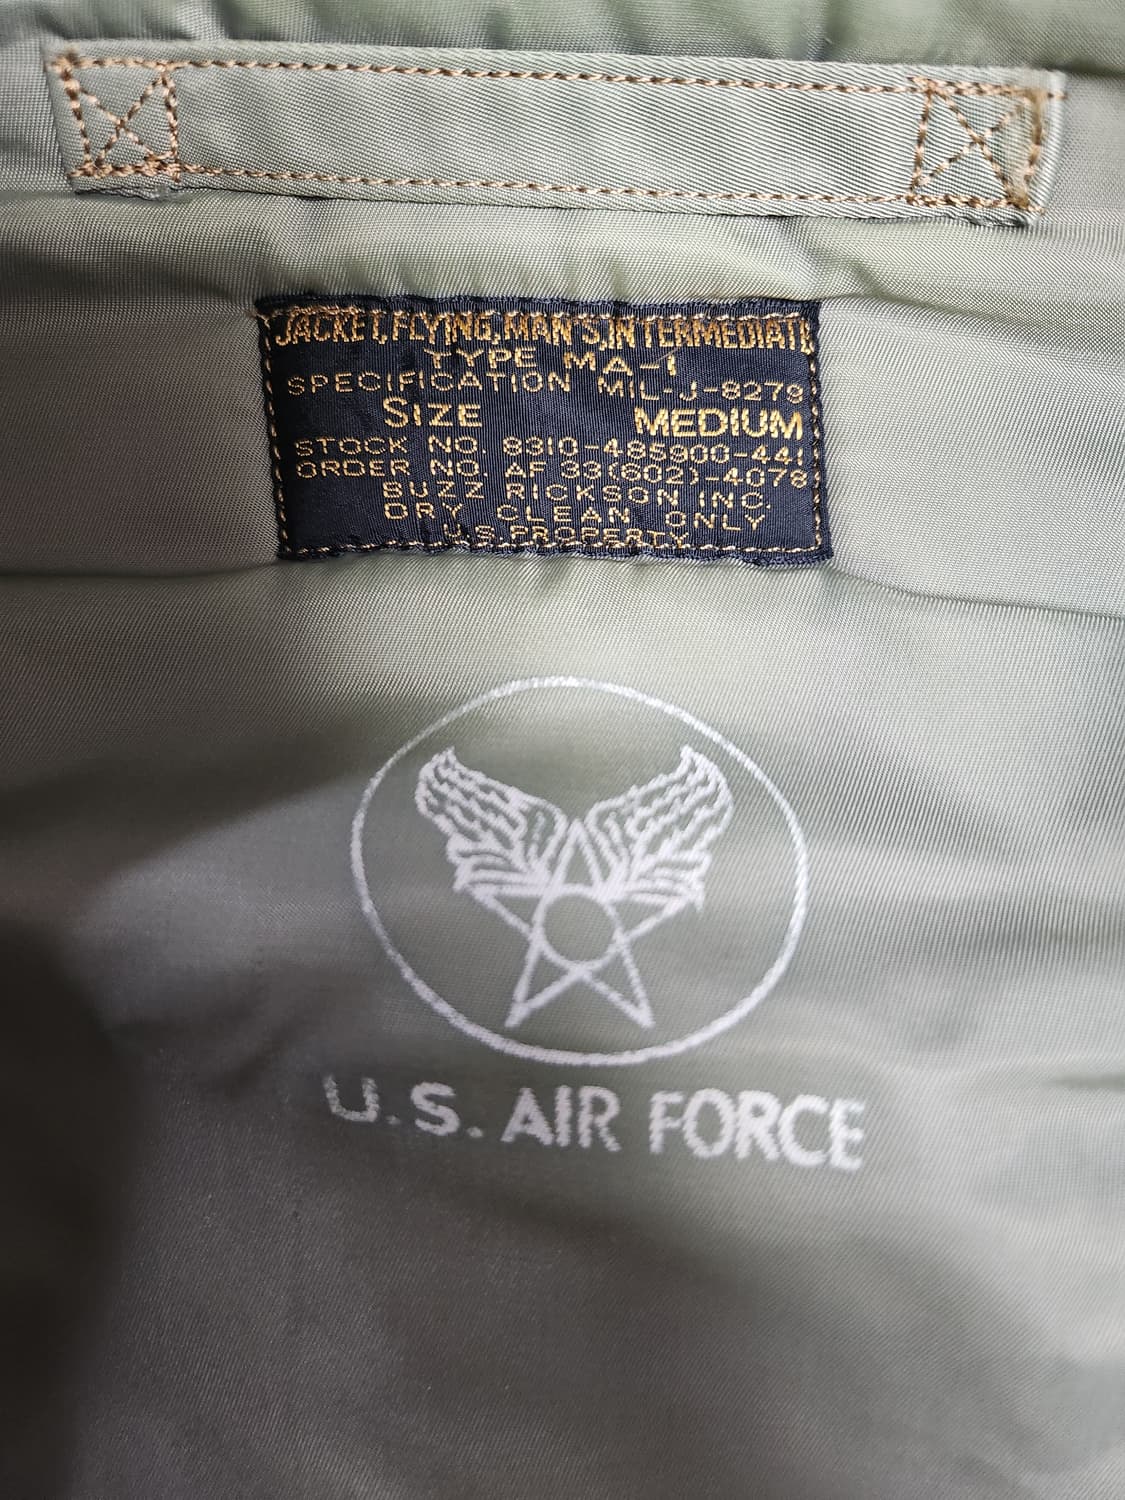 JACKET,FLYING,MAN'S,INTERMEDIATE
TYPE MA-1
SPECIFICATION MIL-J-8279
SIZE MEDIUM
STOCK NO. 8310-485900-441
ORDER NO. AF 33(602)-4078
BUZZ RICKSON INC.
DRY CLEAN ONLY
U.S.PROPERTY
U.S. AIR FORCE